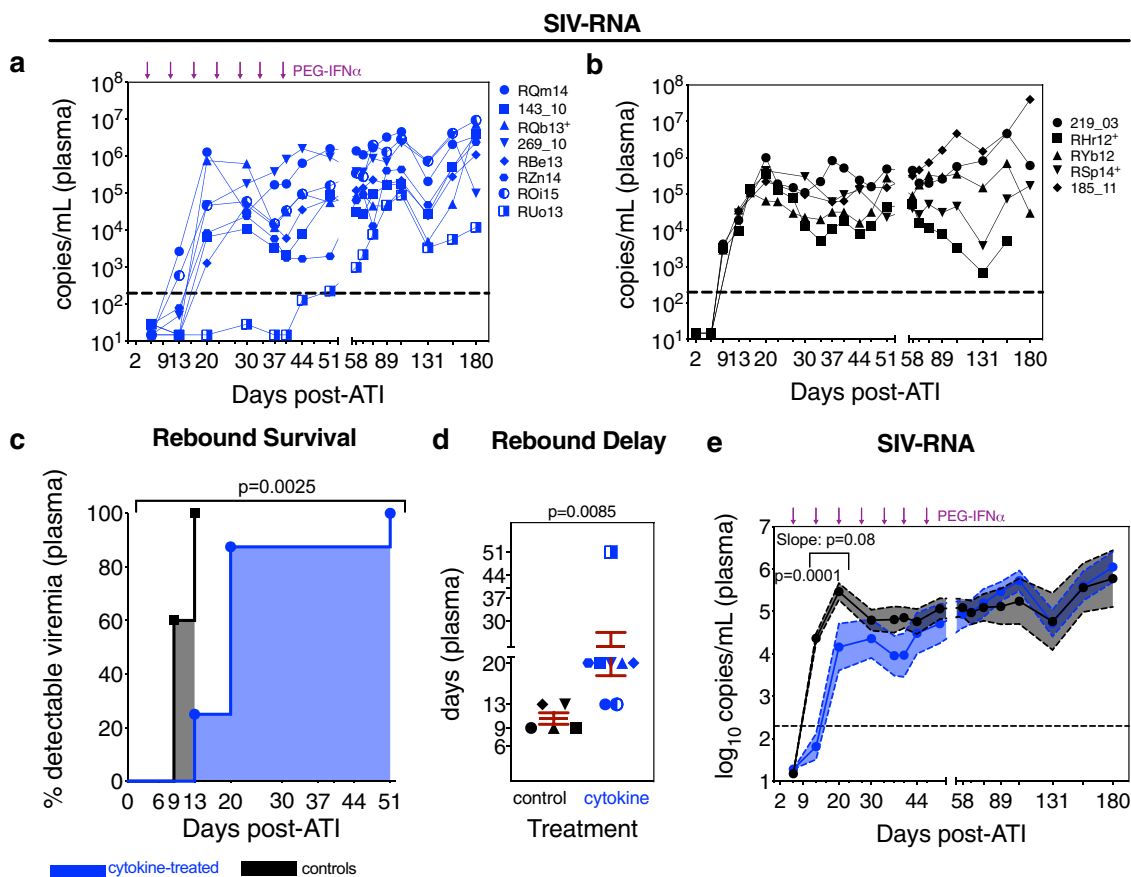 SIV-RNA
a
PEG-IFNα
copies/mL (plasma)
10⁸
10⁷
10⁶
10⁵
10⁴
10³
10²
10¹
2 913 20 30 37 44 51 58 89 131 180
Days post-ATI
RQm14
143_10
RQb13⁺
269_10
RBe13
RZn14
ROi15
RUo13
b
copies/mL (plasma)
10⁸
10⁷
10⁶
10⁵
10⁴
10³
10²
10¹
2 913 20 30 37 44 51 58 89 131 180
Days post-ATI
219_03
RHr12⁺
RYb12
RSp14⁺
185_11
c
Rebound Survival
p=0.0025
% detectable viremia (plasma)
100
80
60
40
20
0
0 6 9 13 20 30 37 44 51
Days post-ATI
cytokine-treated
controls
d
Rebound Delay
p=0.0085
days (plasma)
51
44
37
30
20
13
9
6
control cytokine
Treatment
e
SIV-RNA
PEG-IFNα
Slope: p=0.08
p=0.0001
log₁₀ copies/mL (plasma)
7
6
5
4
3
2
1
2 9 20 30 44 58 89 131 180
Days post-ATI